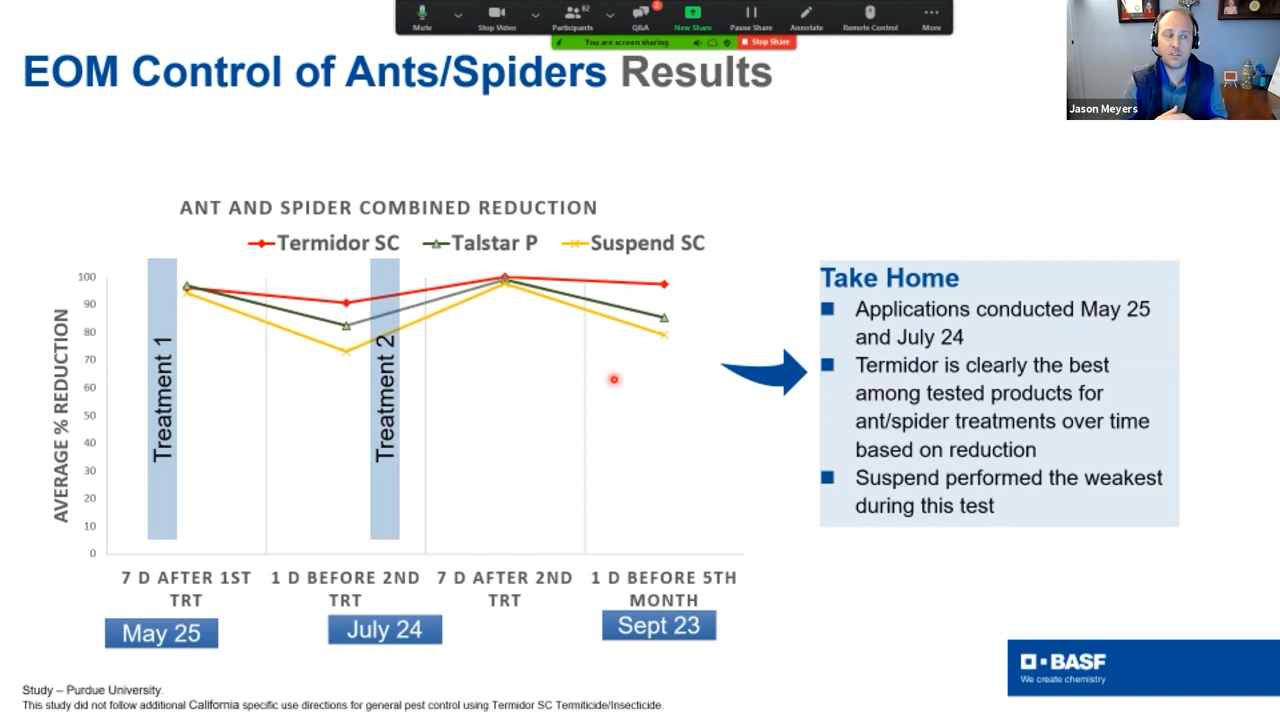 Mute
Stop Video
Participants
82
Q&A
2
New Share
Pause Share
Annotate
Remote Control
More
You are screen sharing
Stop Share
Jason Meyers
EOM Control of Ants/Spiders Results
ANT AND SPIDER COMBINED REDUCTION
Termidor SC
Talstar P
Suspend SC
AVERAGE % REDUCTION
100
90
80
70
60
50
40
30
20
10
0
Treatment 1
Treatment 2
7 D AFTER 1ST
TRT
1 D BEFORE 2ND
TRT
7 D AFTER 2ND
TRT
1 D BEFORE 5TH
MONTH
May 25
July 24
Sept 23
Take Home
Applications conducted May 25
and July 24
Termidor is clearly the best
among tested products for
ant/spider treatments over time
based on reduction
Suspend performed the weakest
during this test
BASF
We create chemistry
Study – Purdue University.
This study did not follow additional California specific use directions for general pest control using Termidor SC Termiticide/Insecticide.